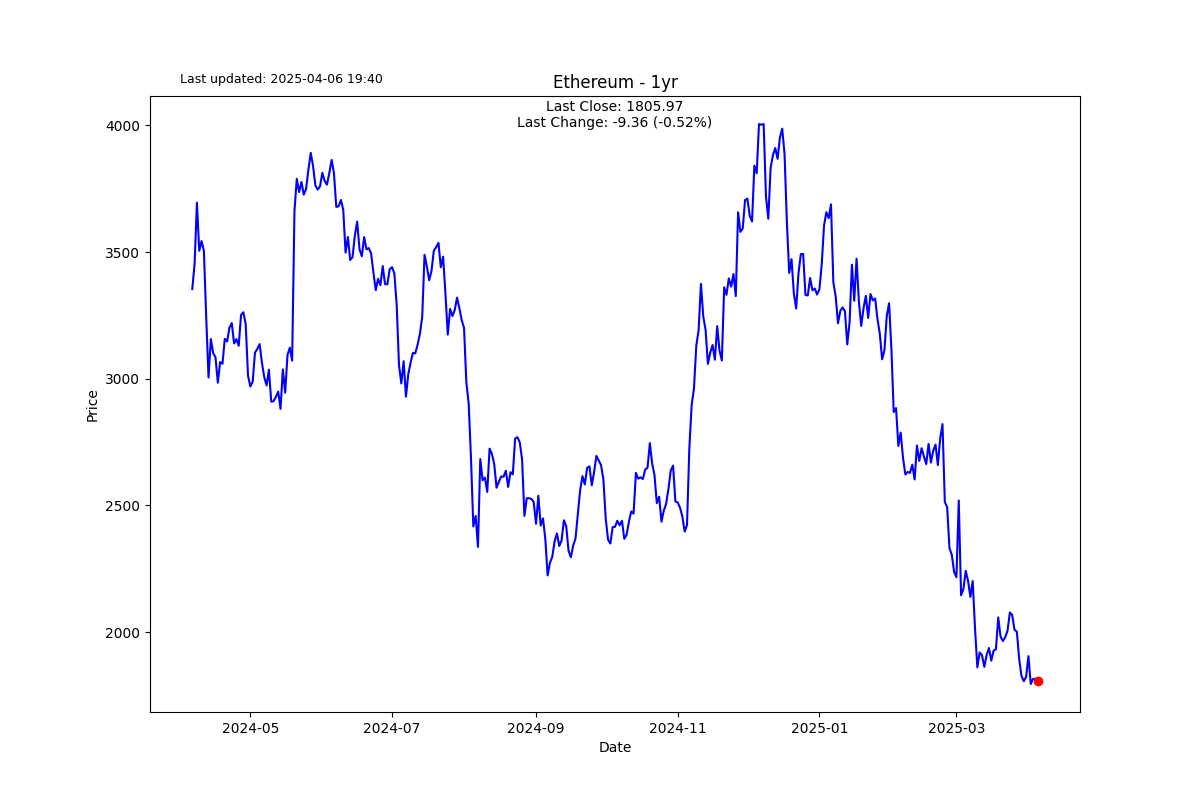 Last updated: 2025-04-06 19:40
Ethereum - 1yr
Last Close: 1805.97
Last Change: -9.36 (-0.52%)
4000
3500
3000
2500
2000
Price
2024-05
2024-07
2024-09
2024-11
2025-01
2025-03
Date